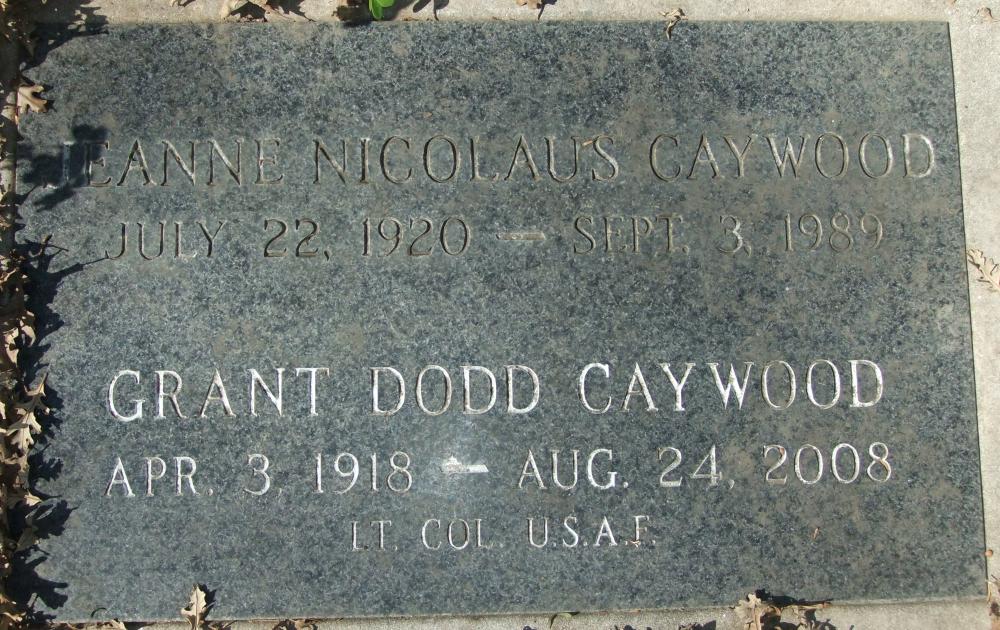 JEANNE NICOLAUS CAYWOOD
JULY 22, 1920 — SEPT. 3, 1989
GRANT DODD CAYWOOD
APR. 3, 1918 — AUG. 24, 2008
LT. COL. U.S.A.F.